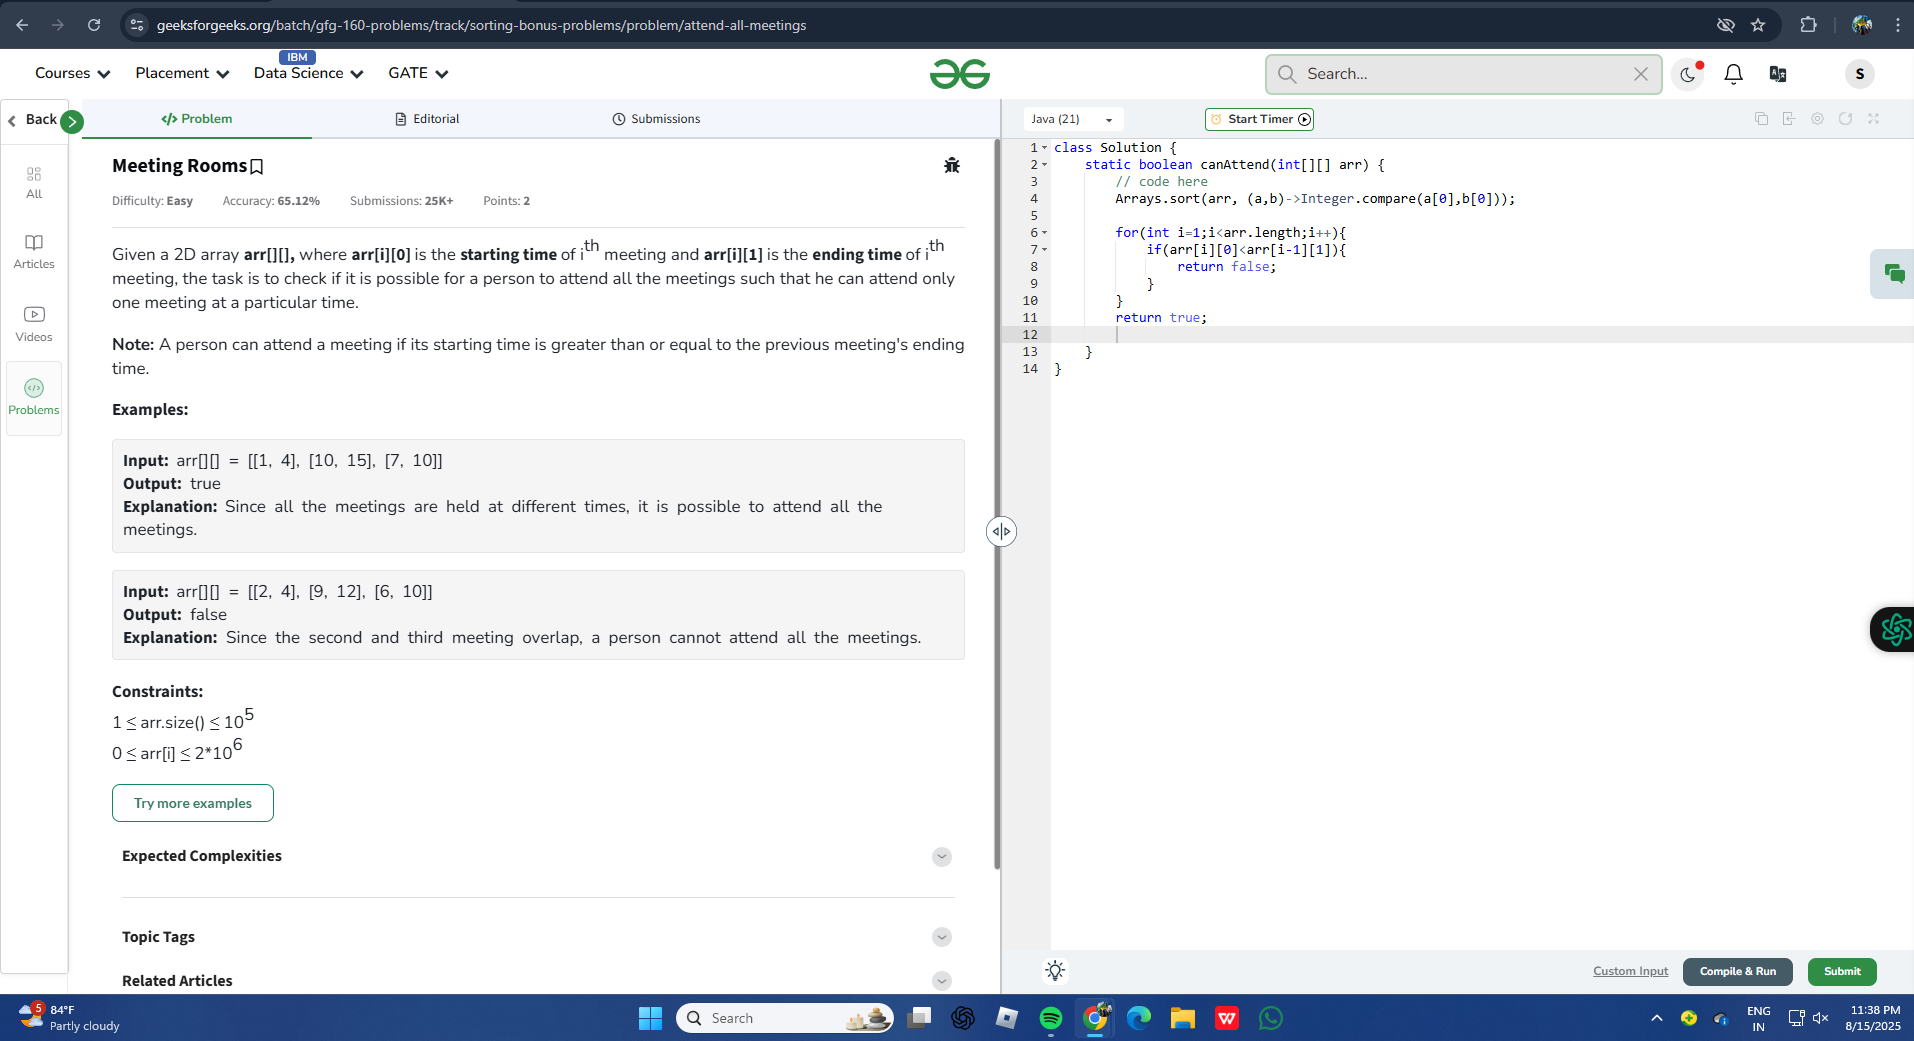 geeksforgeeks.org/batch/gfg-160-problems/track/sorting-bonus-problems/problem/attend-all-meetings
IBM
Courses Placement Data Science GATE
Search...
S
Back
All
Articles
Videos
Problems
Problem Editorial Submissions
Meeting Rooms
Difficulty: Easy Accuracy: 65.12% Submissions: 25K+ Points: 2
Given a 2D array arr[][], where arr[i][0] is the starting time of ith meeting and arr[i][1] is the ending time of ith
meeting, the task is to check if it is possible for a person to attend all the meetings such that he can attend only
one meeting at a particular time.
Note: A person can attend a meeting if its starting time is greater than or equal to the previous meeting's ending
time.
Examples:
Input: arr[][] = [[1, 4], [10, 15], [7, 10]]
Output: true
Explanation: Since all the meetings are held at different times, it is possible to attend all the
meetings.
Input: arr[][] = [[2, 4], [9, 12], [6, 10]]
Output: false
Explanation: Since the second and third meeting overlap, a person cannot attend all the meetings.
Constraints:
1 ≤ arr.size() ≤ 10^5
0 ≤ arr[i] ≤ 2*10^6
Try more examples
Expected Complexities
Topic Tags
Related Articles
Java (21) Start Timer
1 class Solution {
2     static boolean canAttend(int[][] arr) {
3         // code here
4         Arrays.sort(arr, (a,b)->Integer.compare(a[0],b[0]));
5
6         for(int i=1;i<arr.length;i++){
7             if(arr[i][0]<arr[i-1][1]){
8                 return false;
9             }
10         }
11         return true;
12
13     }
14 }
Custom Input Compile & Run Submit
5
84°F
Partly cloudy
Search
ENG
IN
11:38 PM
8/15/2025